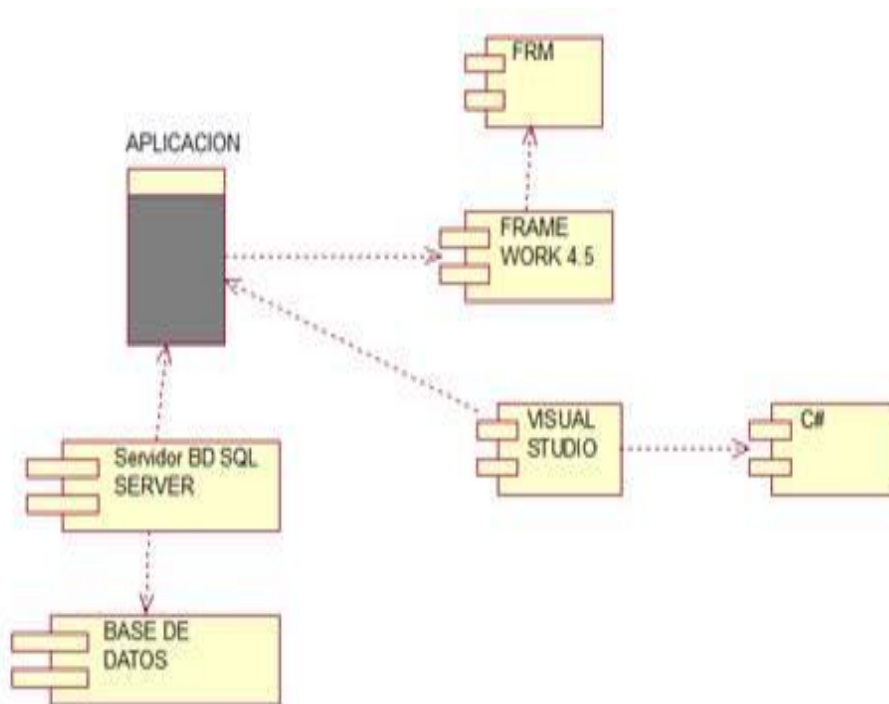 FRM
APLICACION
FRAME
WORK 4.5
VISUAL
STUDIO
C#
Servidor BD SQL
SERVER
BASE DE
DATOS